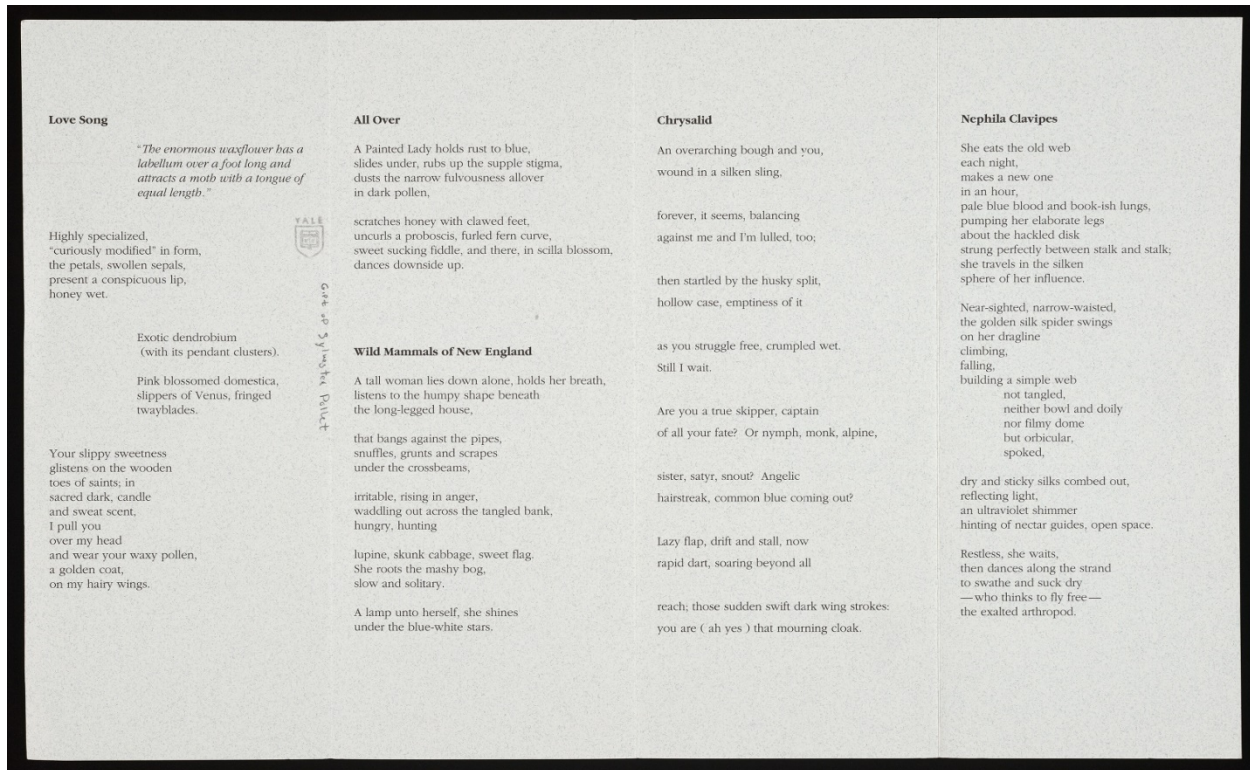 Love Song
"The enormous waxflower has a
labellum over a foot long and
attracts a moth with a tongue of
equal length."
Highly specialized,
"curiously modified" in form,
the petals, swollen sepals,
present a conspicuous lip,
honey wet.
Exotic dendrobium
(with its pendant clusters).
Pink blossomed domestica,
slippers of Venus, fringed
twayblades.
Your slippy sweetness
glistens on the wooden
toes of saints; in
sacred dark, candle
and sweat scent,
I pull you
over my head
and wear your waxy pollen,
a golden coat,
on my hairy wings.
YALE
Gift of Sylvester Pollet
All Over
A Painted Lady holds rust to blue,
slides under, rubs up the supple stigma,
dusts the narrow fulvousness allover
in dark pollen,
scratches honey with clawed feet,
uncurls a proboscis, furled fern curve,
sweet sucking fiddle, and there, in scilla blossom,
dances downside up.
Wild Mammals of New England
A tall woman lies down alone, holds her breath,
listens to the humpy shape beneath
the long-legged house,
that bangs against the pipes,
snuffles, grunts and scrapes
under the crossbeams,
irritable, rising in anger,
waddling out across the tangled bank,
hungry, hunting
lupine, skunk cabbage, sweet flag.
She roots the mashy bog,
slow and solitary.
A lamp unto herself, she shines
under the blue-white stars.
Chrysalid
An overarching bough and you,
wound in a silken sling,
forever, it seems, balancing
against me and I'm lulled, too;
then startled by the husky split,
hollow case, emptiness of it
as you struggle free, crumpled wet.
Still I wait.
Are you a true skipper, captain
of all your fate? Or nymph, monk, alpine,
sister, satyr, snout? Angelic
hairstreak, common blue coming out?
Lazy flap, drift and stall, now
rapid dart, soaring beyond all
reach; those sudden swift dark wing strokes:
you are ( ah yes ) that mourning cloak.
Nephila Clavipes
She eats the old web
each night,
makes a new one
in an hour,
pale blue blood and book-ish lungs,
pumping her elaborate legs
about the hackled disk
strung perfectly between stalk and stalk;
she travels in the silken
sphere of her influence.
Near-sighted, narrow-waisted,
the golden silk spider swings
on her dragline
climbing,
falling,
building a simple web
not tangled,
neither bowl and doily
nor filmy dome
but orbicular,
spoked,
dry and sticky silks combed out,
reflecting light,
an ultraviolet shimmer
hinting of nectar guides, open space.
Restless, she waits,
then dances along the strand
to swathe and suck dry
—who thinks to fly free—
the exalted arthropod.